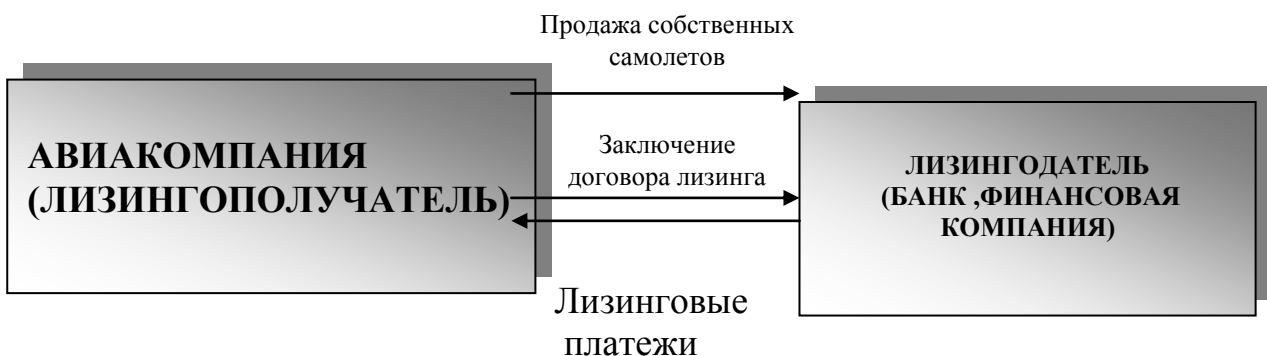 Продажа собственных
самолетов
АВИАКОМПАНИЯ
(ЛИЗИНГОПОЛУЧАТЕЛЬ)
Заключение
договора лизинга
ЛИЗИНГОДАТЕЛЬ
(БАНК ,ФИНАНСОВАЯ
КОМПАНИЯ)
Лизинговые
платежи